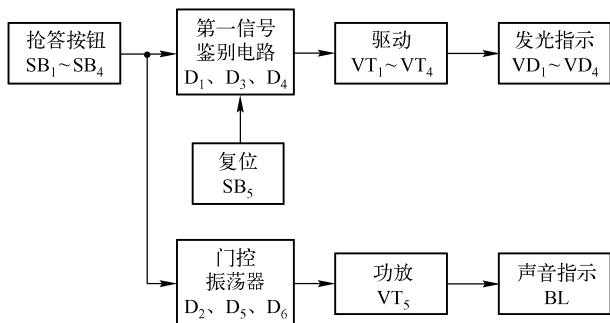 抢答按钮
SB₁~SB₄
第一信号
鉴别电路
D₁、D₃、D₄
驱动
VT₁~VT₄
发光指示
VD₁~VD₄
复位
SB₅
门控
振荡器
D₂、D₅、D₆
功放
VT₅
声音指示
BL